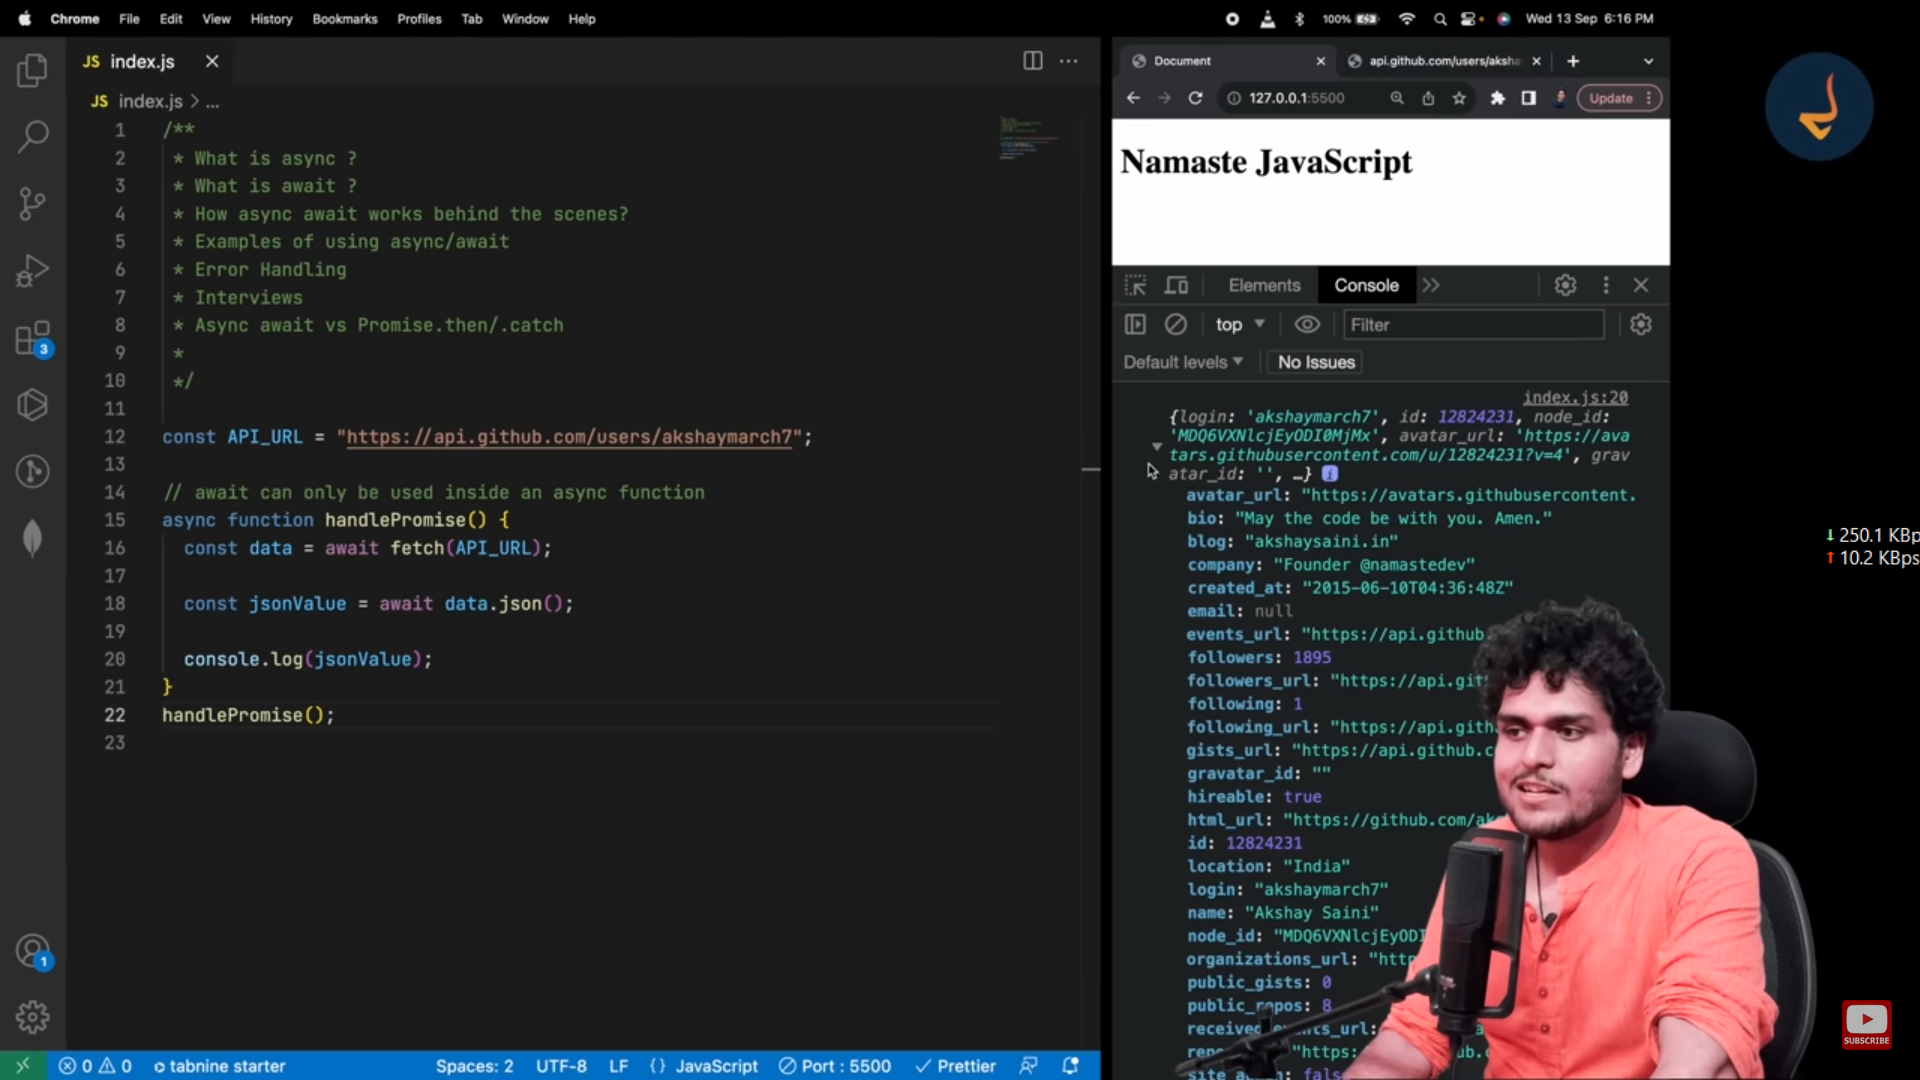 Chrome File Edit View History Bookmarks Profiles Tab Window Help
100% Wed 13 Sep 6:16 PM
JS index.js
JS index.js > ...
1 /**
2 * What is async ?
3 * What is await ?
4 * How async await works behind the scenes?
5 * Examples of using async/await
6 * Error Handling
7 * Interviews
8 * Async await vs Promise.then/.catch
9 *
10 */
11
12 const API_URL = "https://api.github.com/users/akshaymarch7";
13
14 // await can only be used inside an async function
15 async function handlePromise() {
16 const data = await fetch(API_URL);
17
18 const jsonValue = await data.json();
19
20 console.log(jsonValue);
21 }
22 handlePromise();
23
3
1
0 0 tabnine starter Spaces: 2 UTF-8 LF {} JavaScript Port : 5500 Prettier
Document api.github.com/users/aksha
127.0.0.1:5500 Update
Namaste JavaScript
Elements Console
top Filter
Default levels No Issues
index.js:20
{login: 'akshaymarch7', id: 12824231, node_id:
'MDQ6VXNlcjEyODI0MjMx', avatar_url: 'https://ava
tars.githubusercontent.com/u/12824231?v=4', grav
atar_id: '', …} i
avatar_url: "https://avatars.githubusercontent.
bio: "May the code be with you. Amen."
blog: "akshaysaini.in"
company: "Founder @namastedev"
created_at: "2015-06-10T04:36:48Z"
email: null
events_url: "https://api.github.
followers: 1895
followers_url: "https://api.git
following: 1
following_url: "https://api.gith
gists_url: "https://api.github.c
gravatar_id: ""
hireable: true
html_url: "https://github.com/ak
id: 12824231
location: "India"
login: "akshaymarch7"
name: "Akshay Saini"
node_id: "MDQ6VXNlcjEyODI
organizations_url: "http
public_gists: 0
public_repos: 8
received_events_url:
"https:
site_admin: fals
250.1 KBp
10.2 KBps
SUBSCRIBE